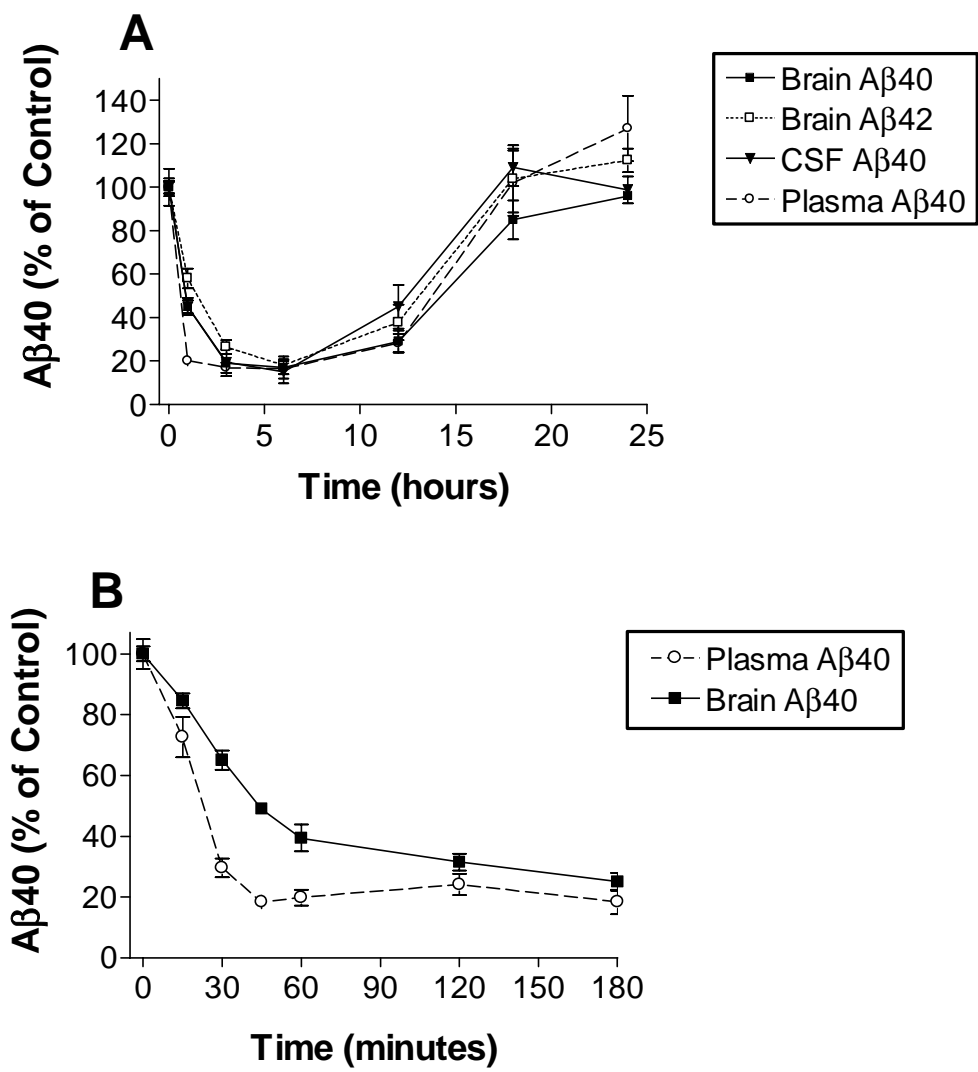 A
Aβ40 (% of Control)
140
120
100
80
60
40
20
0
0 5 10 15 20 25
Time (hours)
Brain Aβ40
Brain Aβ42
CSF Aβ40
Plasma Aβ40
B
Aβ40 (% of Control)
100
80
60
40
20
0
0 30 60 90 120 150 180
Time (minutes)
Plasma Aβ40
Brain Aβ40